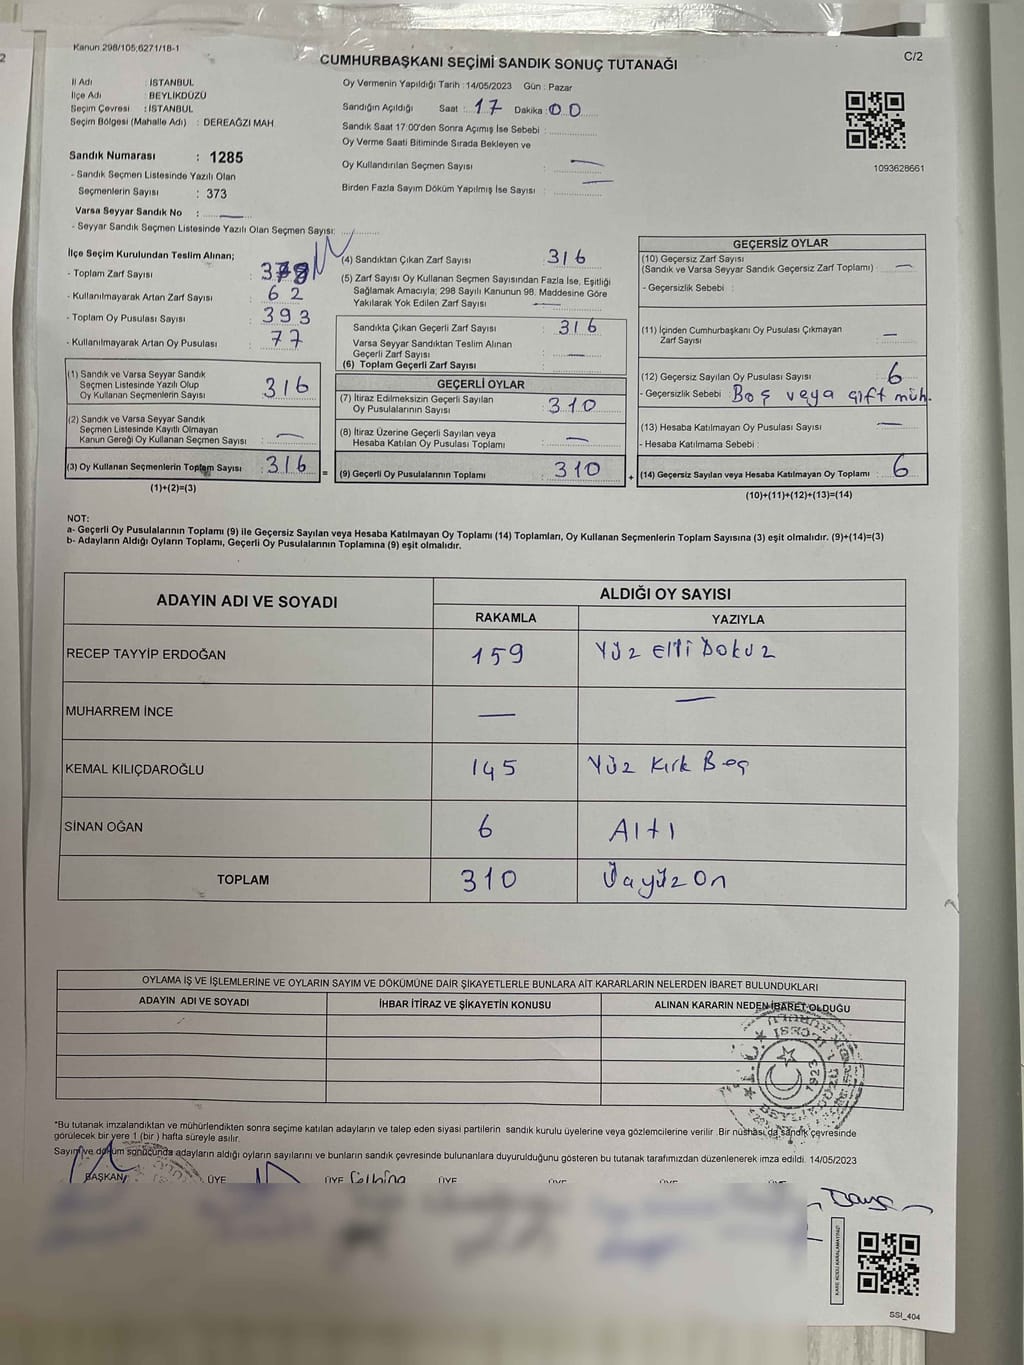 Kanun 298/105;6271/18-1
C/2
CUMHURBAŞKANI SEÇİMİ SANDIK SONUÇ TUTANAĞI
İl Adı : İSTANBUL
İlçe Adı : BEYLİKDÜZÜ
Seçim Çevresi : İSTANBUL
Seçim Bölgesi (Mahalle Adı) : DEREAĞZI MAH.
Sandık Numarası : 1285
- Sandık Seçmen Listesinde Yazılı Olan
Seçmenlerin Sayısı : 373
Varsa Seyyar Sandık No : —
- Seyyar Sandık Seçmen Listesinde Yazılı Olan Seçmen Sayısı:
Oy Vermenin Yapıldığı Tarih : 14/05/2023 Gün : Pazar
Sandığın Açıldığı Saat : 17 Dakika : 00
Sandık Saat 17:00'den Sonra Açımış İse Sebebi :
Oy Verme Saati Bitiminde Sırada Bekleyen ve
Oy Kullandırılan Seçmen Sayısı : —
Birden Fazla Sayım Döküm Yapılmış İse Sayısı : —
1093628661
İlçe Seçim Kurulundan Teslim Alınan;
- Toplam Zarf Sayısı :
- Kullanılmayarak Artan Zarf Sayısı : 62
- Toplam Oy Pusulası Sayısı : 393
- Kullanılmayarak Artan Oy Pusulası : 77
(1) Sandık ve Varsa Seyyar Sandık
Seçmen Listesinde Yazılı Olup
Oy Kullanan Seçmenlerin Sayısı : 316
(2) Sandık ve Varsa Seyyar Sandık
Seçmen Listesinde Kayıtlı Olmayan
Kanun Gereği Oy Kullanan Seçmen Sayısı : —
(3) Oy Kullanan Seçmenlerin Toplam Sayısı : 316 =
(1)+(2)=(3)
(4) Sandıktan Çıkan Zarf Sayısı : 316
(5) Zarf Sayısı Oy Kullanan Seçmen Sayısından Fazla İse, Eşitliği
Sağlamak Amacıyla, 298 Sayılı Kanunun 98. Maddesine Göre
Yakılarak Yok Edilen Zarf Sayısı : —
Sandıkta Çıkan Geçerli Zarf Sayısı : 316
Varsa Seyyar Sandıktan Teslim Alınan
Geçerli Zarf Sayısı : —
(6) Toplam Geçerli Zarf Sayısı :
GEÇERLİ OYLAR
(7) İtiraz Edilmeksizin Geçerli Sayılan
Oy Pusulalarının Sayısı : 310
(8) İtiraz Üzerine Geçerli Sayılan veya
Hesaba Katılan Oy Pusulası Toplamı : —
(9) Geçerli Oy Pusulalarının Toplamı : 310 +
GEÇERSİZ OYLAR
(10) Geçersiz Zarf Sayısı
(Sandık ve Varsa Seyyar Sandık Geçersiz Zarf Toplamı) : —
- Geçersizlik Sebebi :
(11) İçinden Cumhurbaşkanı Oy Pusulası Çıkmayan
Zarf Sayısı : —
(12) Geçersiz Sayılan Oy Pusulası Sayısı : 6
- Geçersizlik Sebebi : Boş veya çift müh.
(13) Hesaba Katılmayan Oy Pusulası Sayısı : —
- Hesaba Katılmama Sebebi :
(14) Geçersiz Sayılan veya Hesaba Katılmayan Oy Toplamı : 6
(10)+(11)+(12)+(13)=(14)
NOT:
a- Geçerli Oy Pusulalarının Toplamı (9) ile Geçersiz Sayılan veya Hesaba Katılmayan Oy Toplamı (14) Toplamları, Oy Kullanan Seçmenlerin Toplam Sayısına (3) eşit olmalıdır. (9)+(14)=(3)
b- Adayların Aldığı Oyların Toplamı, Geçerli Oy Pusulalarının Toplamına (9) eşit olmalıdır.
ADAYIN ADI VE SOYADI
ALDIĞI OY SAYISI
RAKAMLA YAZIYLA
RECEP TAYYİP ERDOĞAN 159 Yüz Elli Dokuz
MUHARREM İNCE — —
KEMAL KILIÇDAROĞLU 145 Yüz Kırk Beş
SİNAN OĞAN 6 Altı
TOPLAM 310 Üçyüz On
OYLAMA İŞ VE İŞLEMLERİNE VE OYLARIN SAYIM VE DÖKÜMÜNE DAİR ŞİKAYETLERLE BUNLARA AİT KARARLARIN NELERDEN İBARET BULUNDUKLARI
ADAYIN ADI VE SOYADI İHBAR İTİRAZ VE ŞİKAYETİN KONUSU ALINAN KARARIN NEDEN İBARET OLDUĞU
1923
*Bu tutanak imzalandıktan ve mühürlendikten sonra seçime katılan adayların ve talep eden siyasi partilerin sandık kurulu üyelerine veya gözlemcilerine verilir. Bir nüshası da sandık çevresinde
görülecek bir yere 1 (bir) hafta süreyle asılır.
Sayım ve döküm sonucunda adayların aldığı oyların sayılarını ve bunların sandık çevresinde bulunanlara duyurulduğunu gösteren bu tutanak tarafımızdan düzenlenerek imza edildi. 14/05/2023
BAŞKAN ÜYE ÜYE ÜYE ÜYE ÜYE ÜYE
KARE KODU KARALAMAYINIZ!
SSI_404